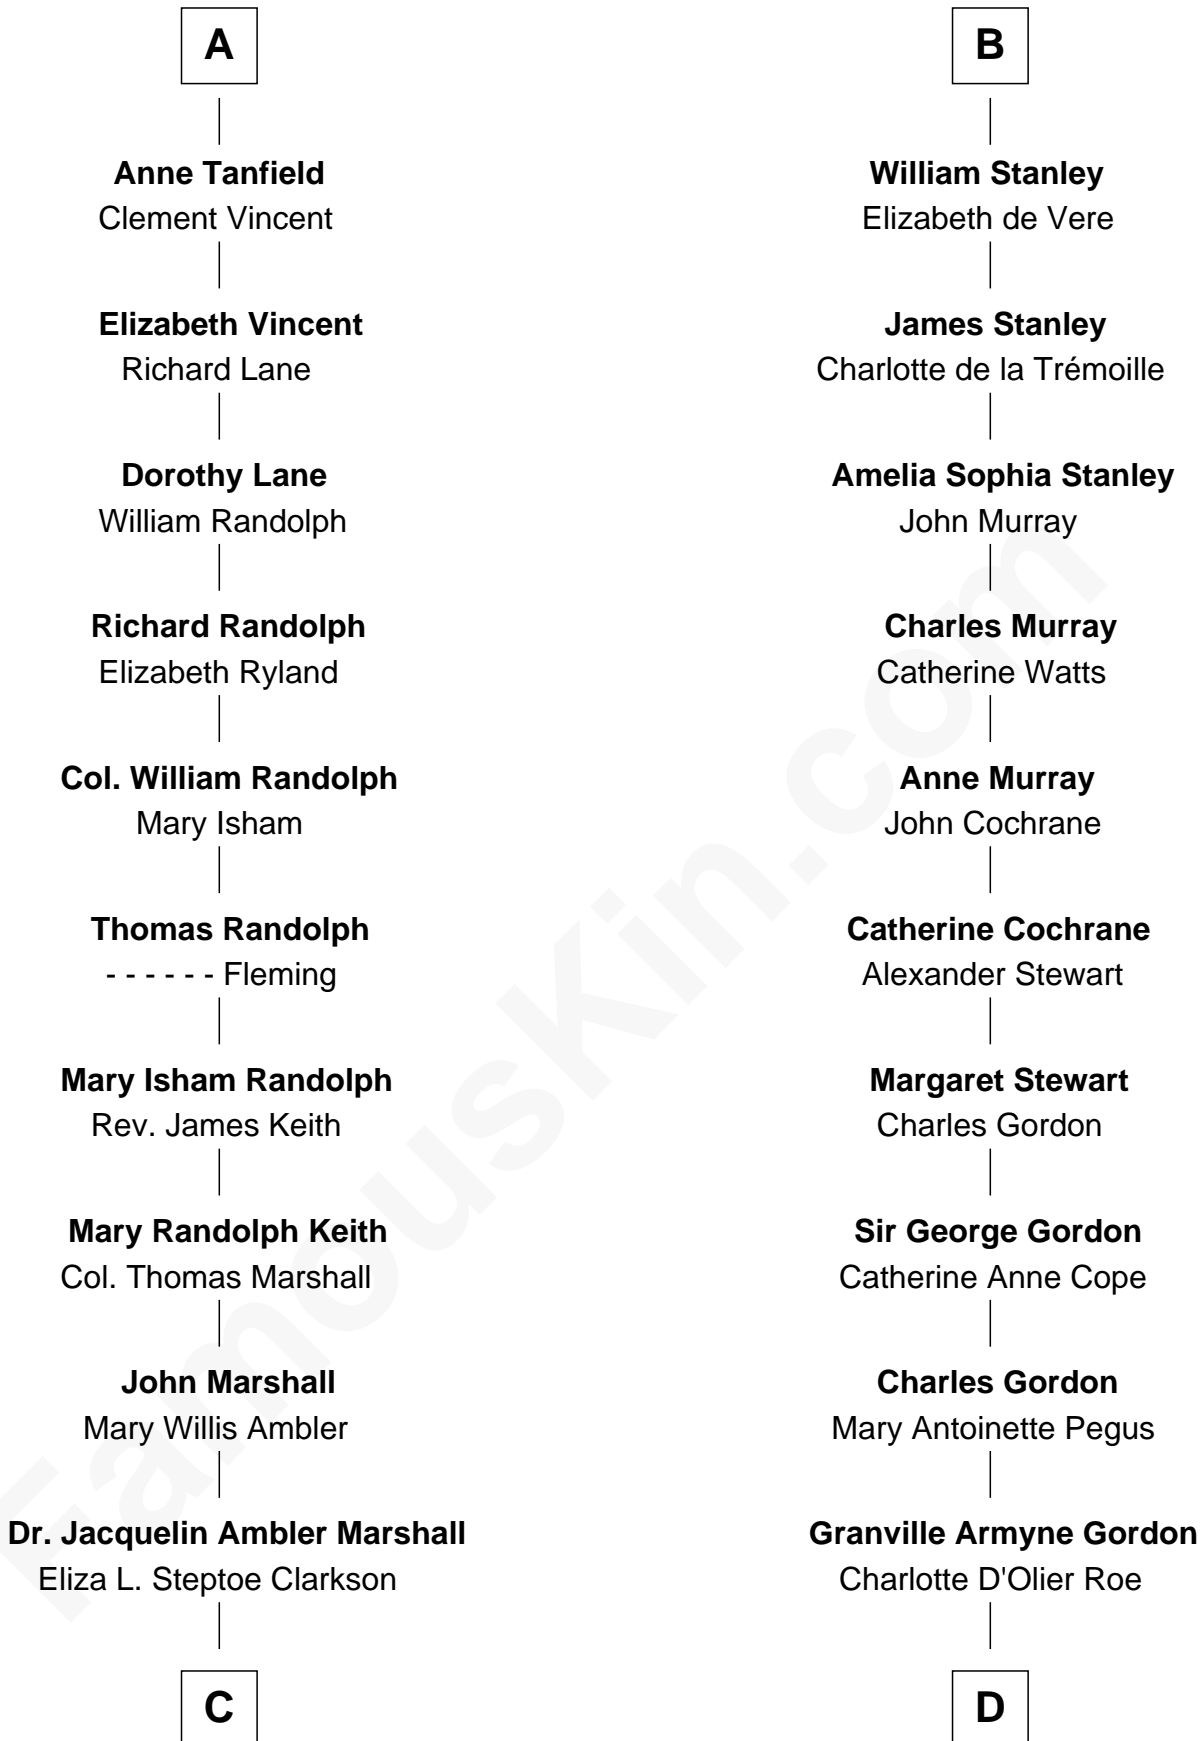 A
Anne Tanfield
Clement Vincent
Elizabeth Vincent
Richard Lane
Dorothy Lane
William Randolph
Richard Randolph
Elizabeth Ryland
Col. William Randolph
Mary Isham
Thomas Randolph
- - - - - - Fleming
Mary Isham Randolph
Rev. James Keith
Mary Randolph Keith
Col. Thomas Marshall
John Marshall
Mary Willis Ambler
Dr. Jacquelin Ambler Marshall
Eliza L. Steptoe Clarkson
C
B
William Stanley
Elizabeth de Vere
James Stanley
Charlotte de la Trémoille
Amelia Sophia Stanley
John Murray
Charles Murray
Catherine Watts
Anne Murray
John Cochrane
Catherine Cochrane
Alexander Stewart
Margaret Stewart
Charles Gordon
Sir George Gordon
Catherine Anne Cope
Charles Gordon
Mary Antoinette Pegus
Granville Armyne Gordon
Charlotte D'Olier Roe
D
FamousKin.com